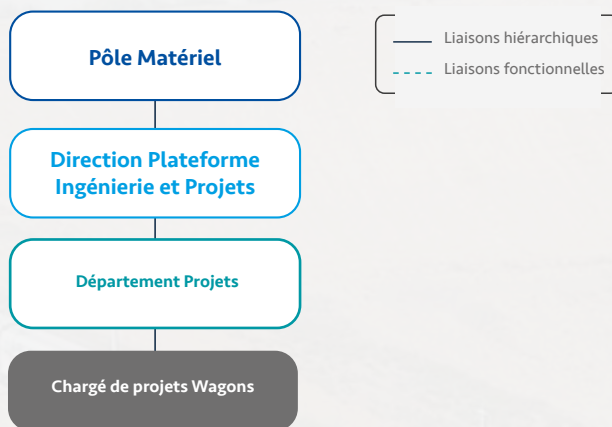 Pôle Matériel
Liaisons hiérarchiques
Liaisons fonctionnelles
Direction Plateforme
Ingénierie et Projets
Département Projets
Chargé de projets Wagons